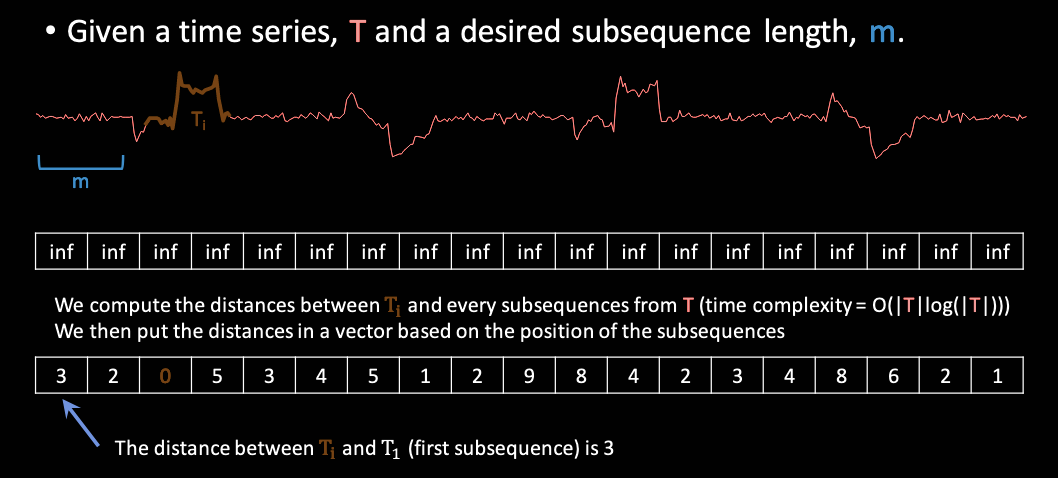 • Given a time series, T and a desired subsequence length, m.
Tᵢ
m
inf inf inf inf inf inf inf inf inf inf inf inf inf inf inf inf inf inf inf
We compute the distances between Tᵢ and every subsequences from T (time complexity = O(|T|log(|T|)))
We then put the distances in a vector based on the position of the subsequences
3 2 0 5 3 4 5 1 2 9 8 4 2 3 4 8 6 2 1
The distance between Tᵢ and T₁ (first subsequence) is 3